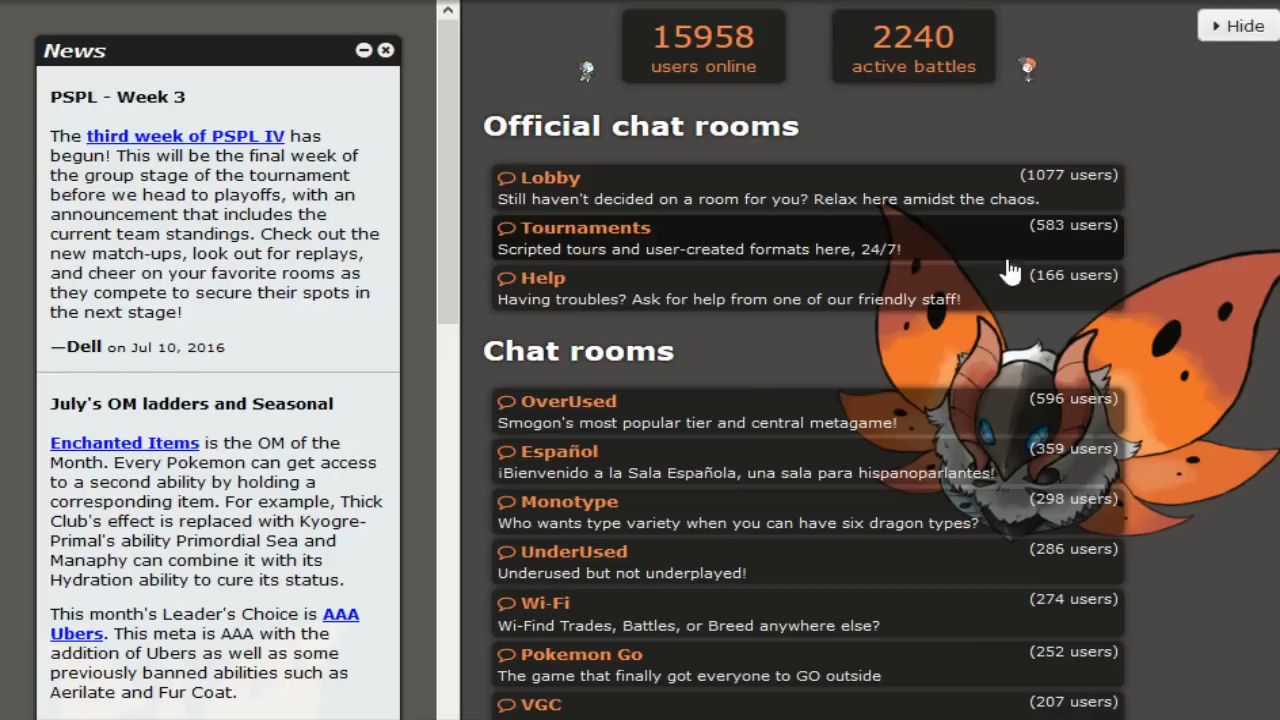 News
PSPL - Week 3
The third week of PSPL IV has
begun! This will be the final week of
the group stage of the tournament
before we head to playoffs, with an
announcement that includes the
current team standings. Check out the
new match-ups, look out for replays,
and cheer on your favorite rooms as
they compete to secure their spots in
the next stage!
—Dell on Jul 10, 2016
July's OM ladders and Seasonal
Enchanted Items is the OM of the
Month. Every Pokemon can get access
to a second ability by holding a
corresponding item. For example, Thick
Club's effect is replaced with Kyogre-
Primal's ability Primordial Sea and
Manaphy can combine it with its
Hydration ability to cure its status.
This month's Leader's Choice is AAA
Ubers. This meta is AAA with the
addition of Ubers as well as some
previously banned abilities such as
Aerilate and Fur Coat.
15958
users online
2240
active battles
Hide
Official chat rooms
Lobby (1077 users)
Still haven't decided on a room for you? Relax here amidst the chaos.
Tournaments (583 users)
Scripted tours and user-created formats here, 24/7!
Help (166 users)
Having troubles? Ask for help from one of our friendly staff!
Chat rooms
OverUsed (596 users)
Smogon's most popular tier and central metagame!
Español (359 users)
¡Bienvenido a la Sala Española, una sala para hispanoparlantes!
Monotype (298 users)
Who wants type variety when you can have six dragon types?
UnderUsed (286 users)
Underused but not underplayed!
Wi-Fi (274 users)
Wi-Find Trades, Battles, or Breed anywhere else?
Pokemon Go (252 users)
The game that finally got everyone to GO outside
VGC (207 users)